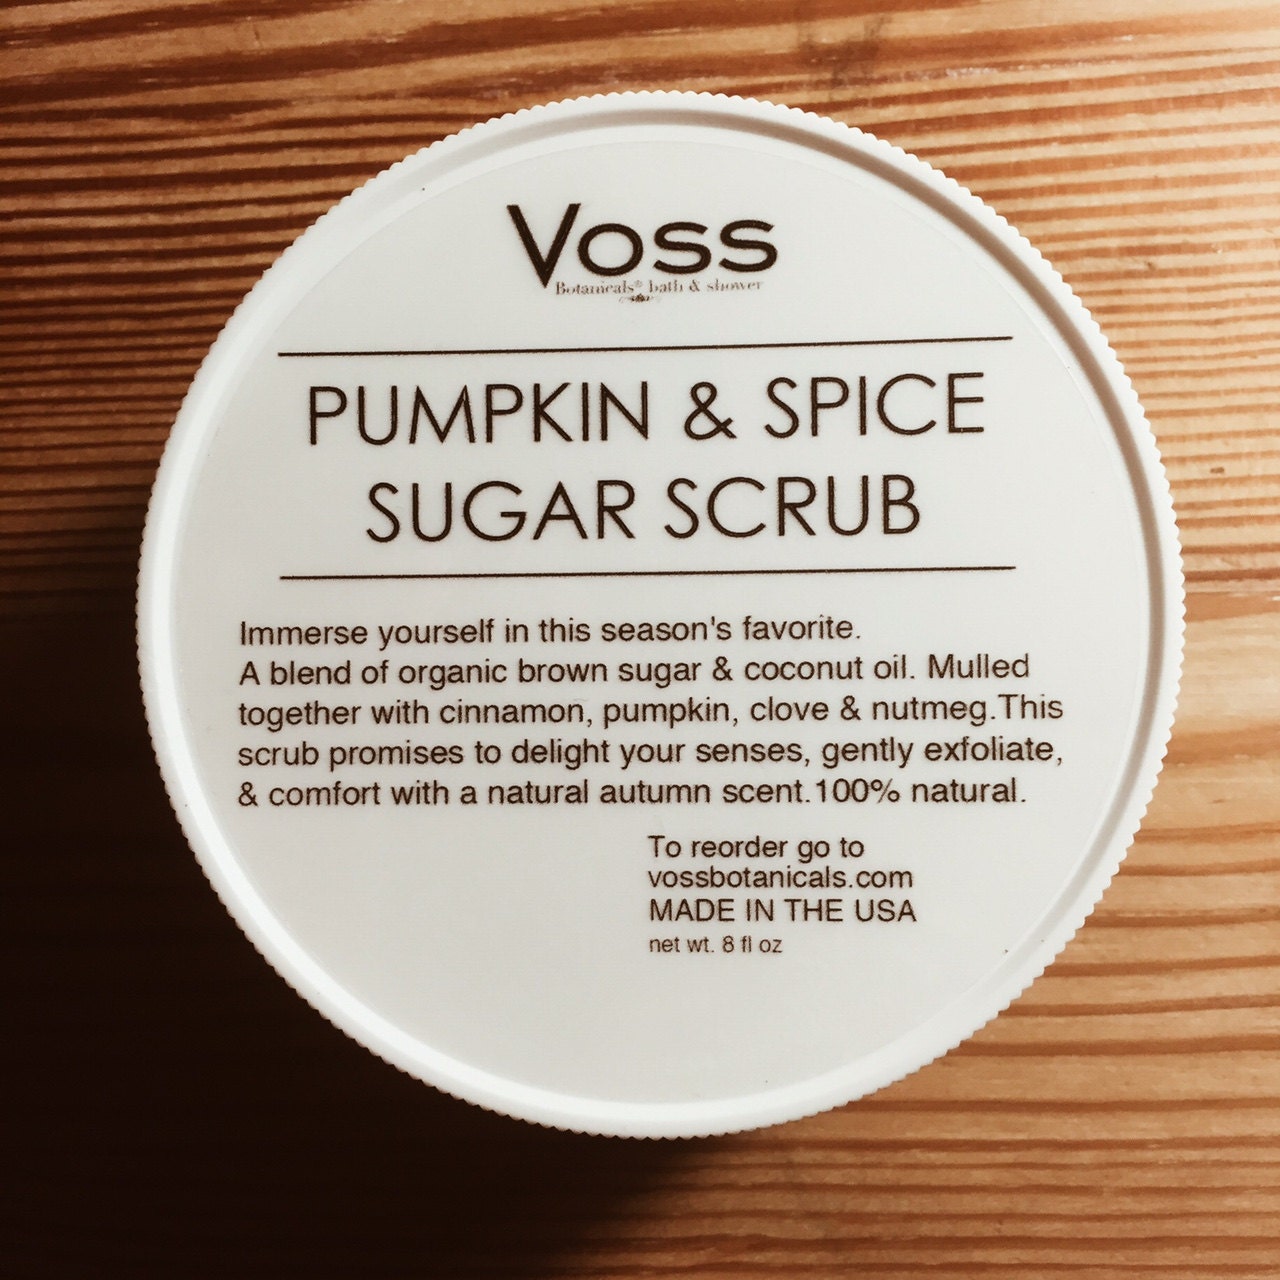 Voss
Botanicals® bath & shower
PUMPKIN & SPICE
SUGAR SCRUB
Immerse yourself in this season's favorite.
A blend of organic brown sugar & coconut oil. Mulled
together with cinnamon, pumpkin, clove & nutmeg.This
scrub promises to delight your senses, gently exfoliate,
& comfort with a natural autumn scent.100% natural.
To reorder go to
vossbotanicals.com
MADE IN THE USA
net wt. 8 fl oz